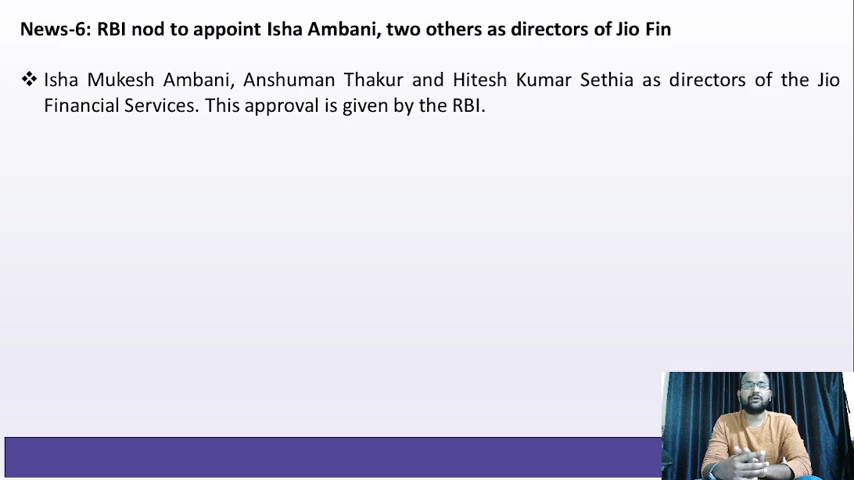 News-6: RBI nod to appoint Isha Ambani, two others as directors of Jio Fin
❖ Isha Mukesh Ambani, Anshuman Thakur and Hitesh Kumar Sethia as directors of the Jio
Financial Services. This approval is given by the RBI.